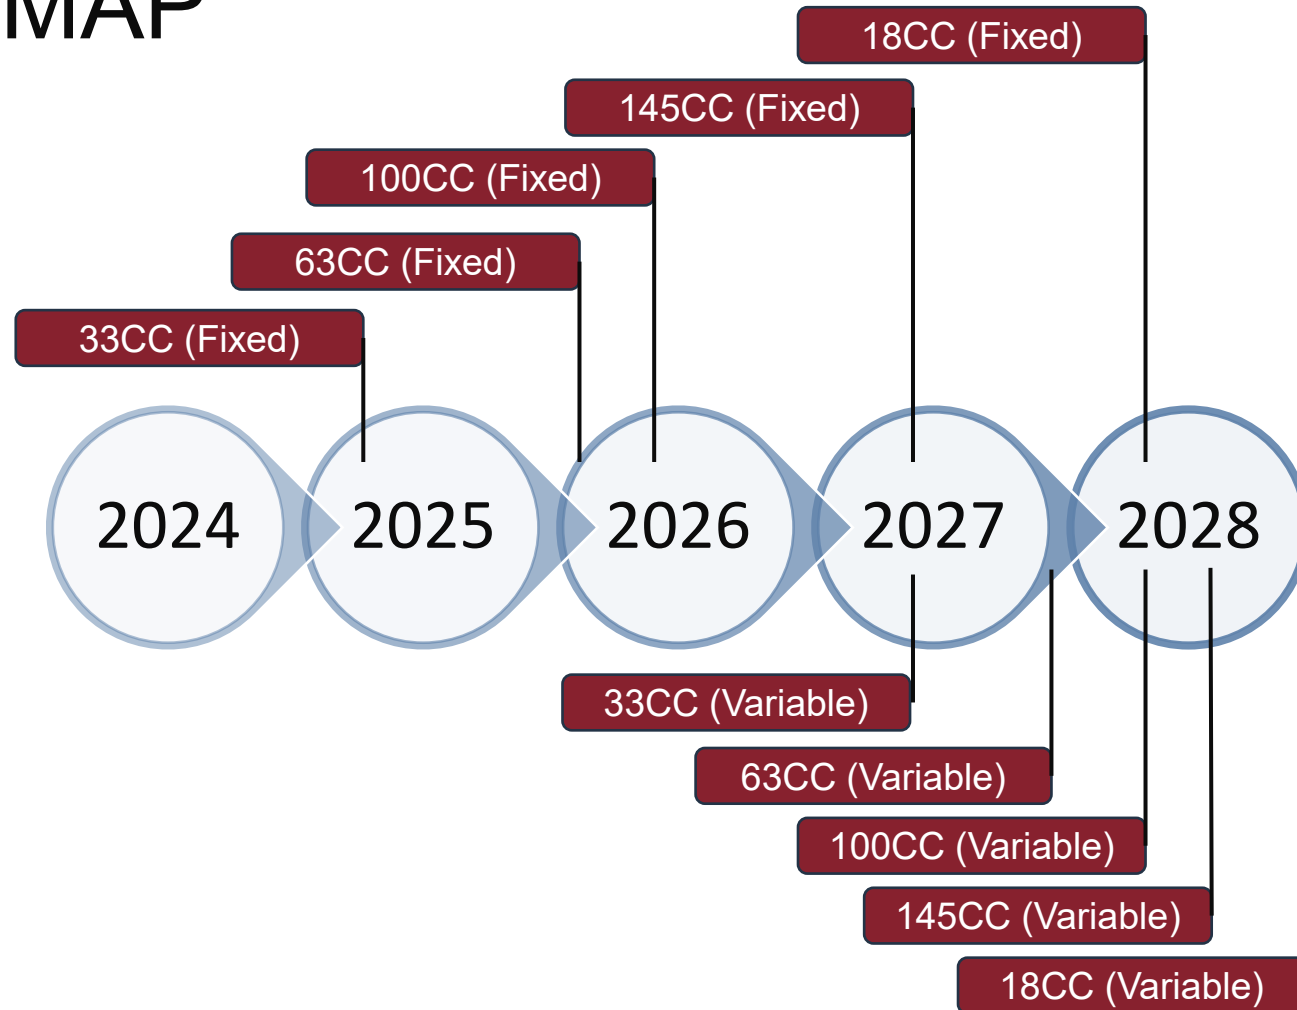 MAP
18CC (Fixed)
145CC (Fixed)
100CC (Fixed)
63CC (Fixed)
33CC (Fixed)
2024
2025
2026
2027
2028
33CC (Variable)
63CC (Variable)
100CC (Variable)
145CC (Variable)
18CC (Variable)